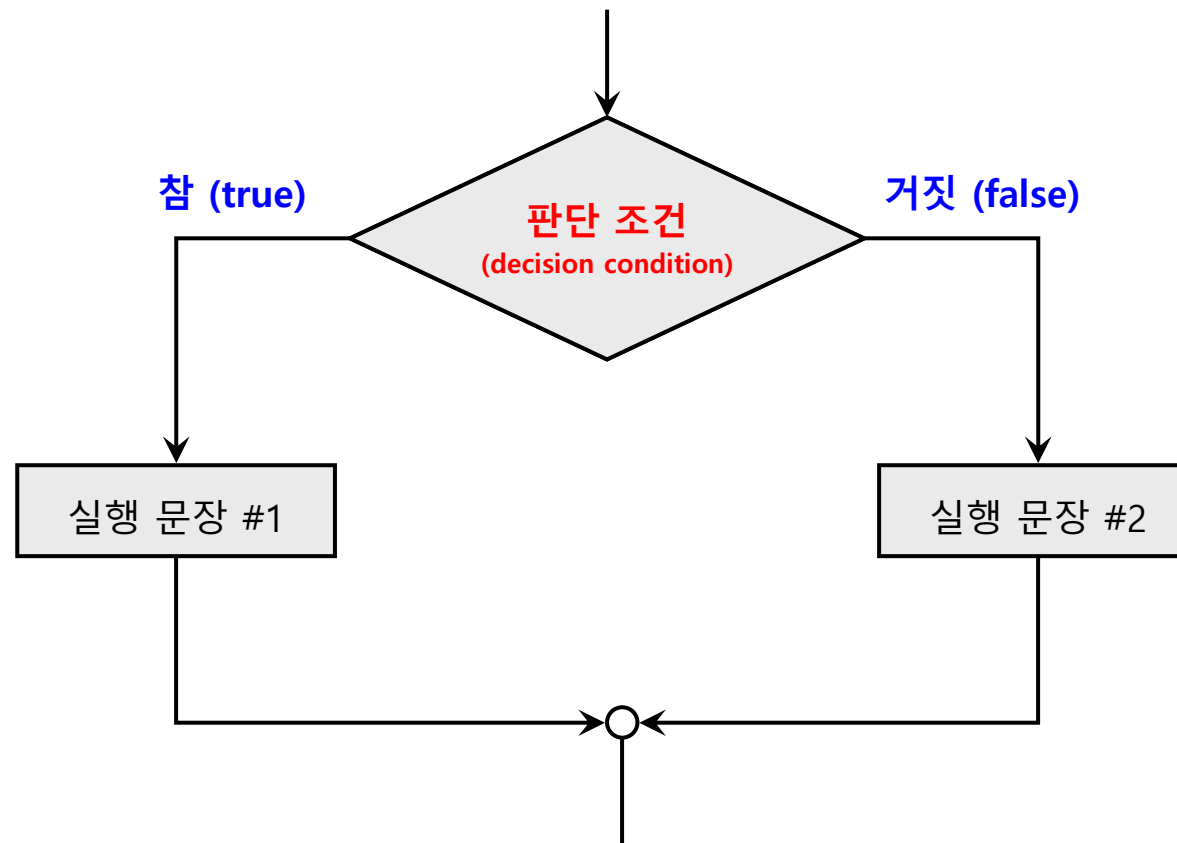 참 (true)
거짓 (false)
판단 조건
(decision condition)
실행 문장 #1
실행 문장 #2